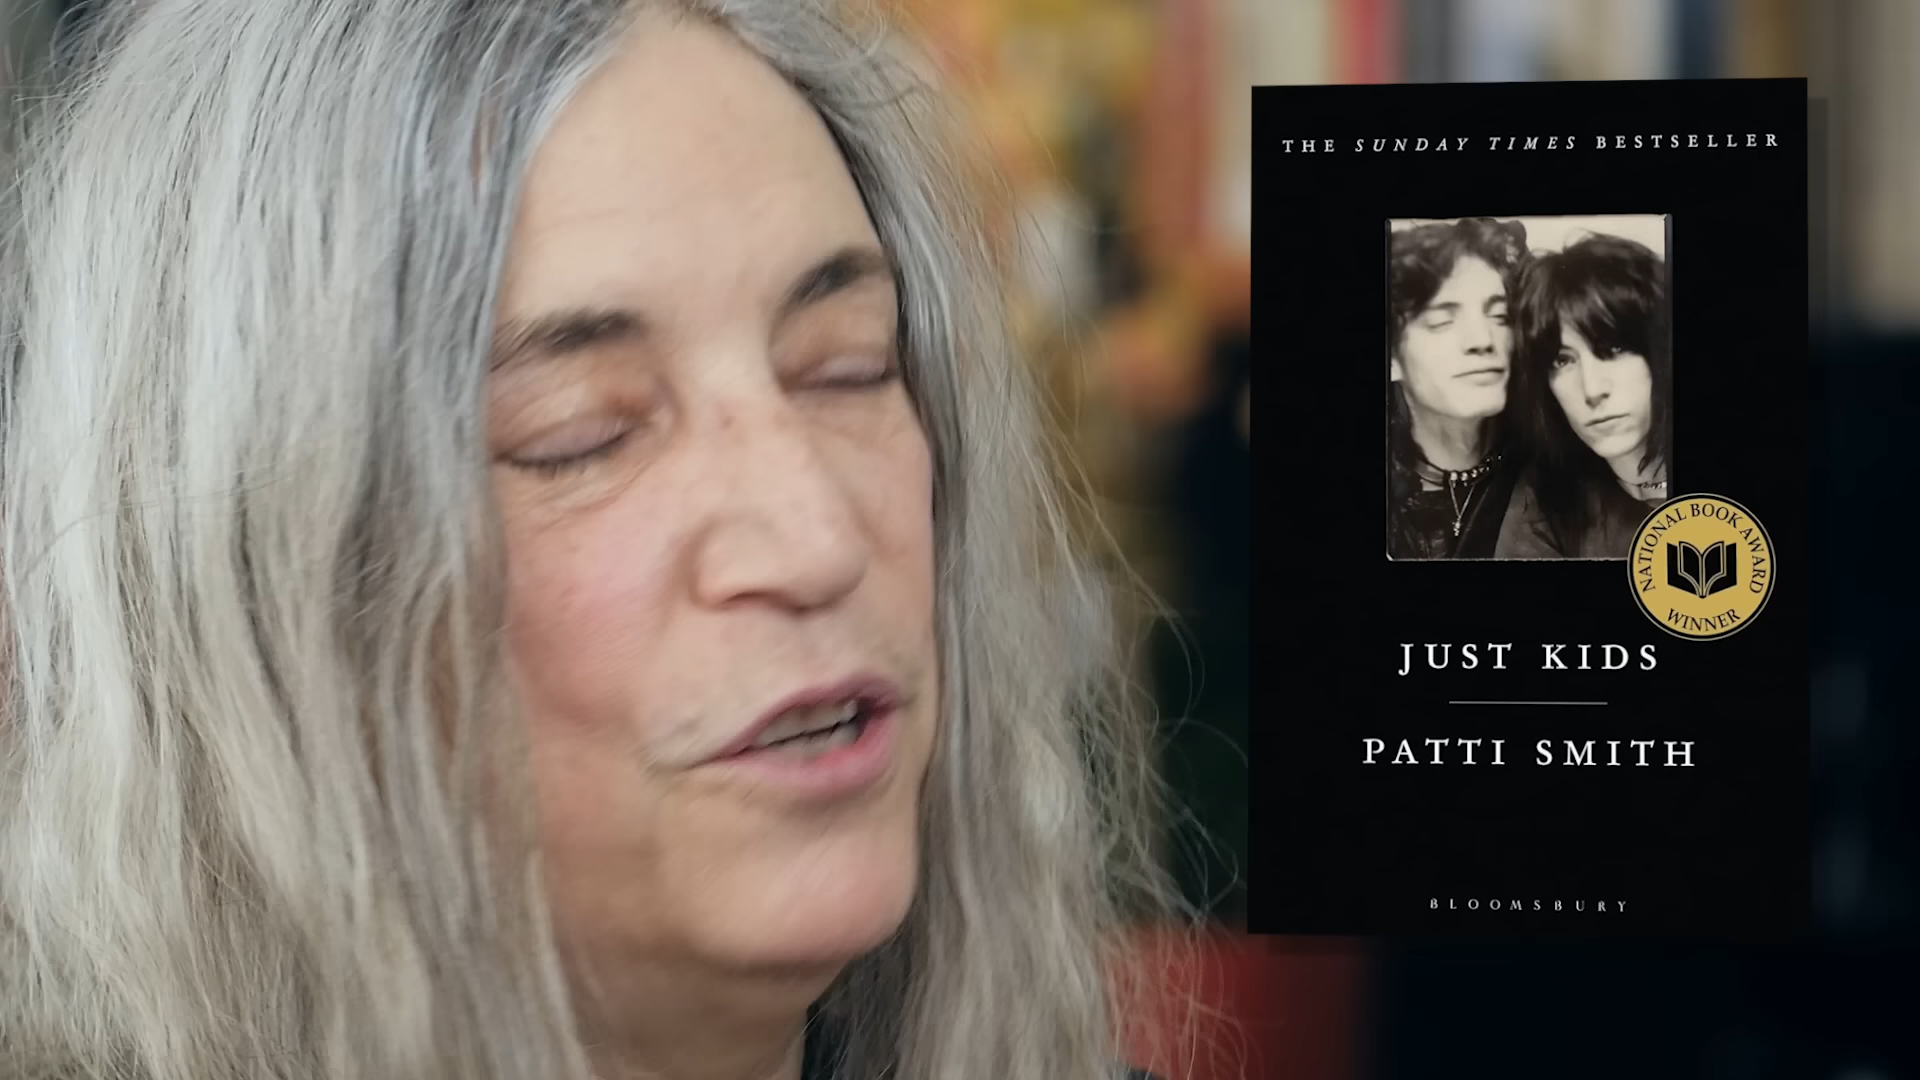 THE SUNDAY TIMES BESTSELLER
NATIONAL BOOK AWARD
WINNER
JUST KIDS
PATTI SMITH
BLOOMSBURY